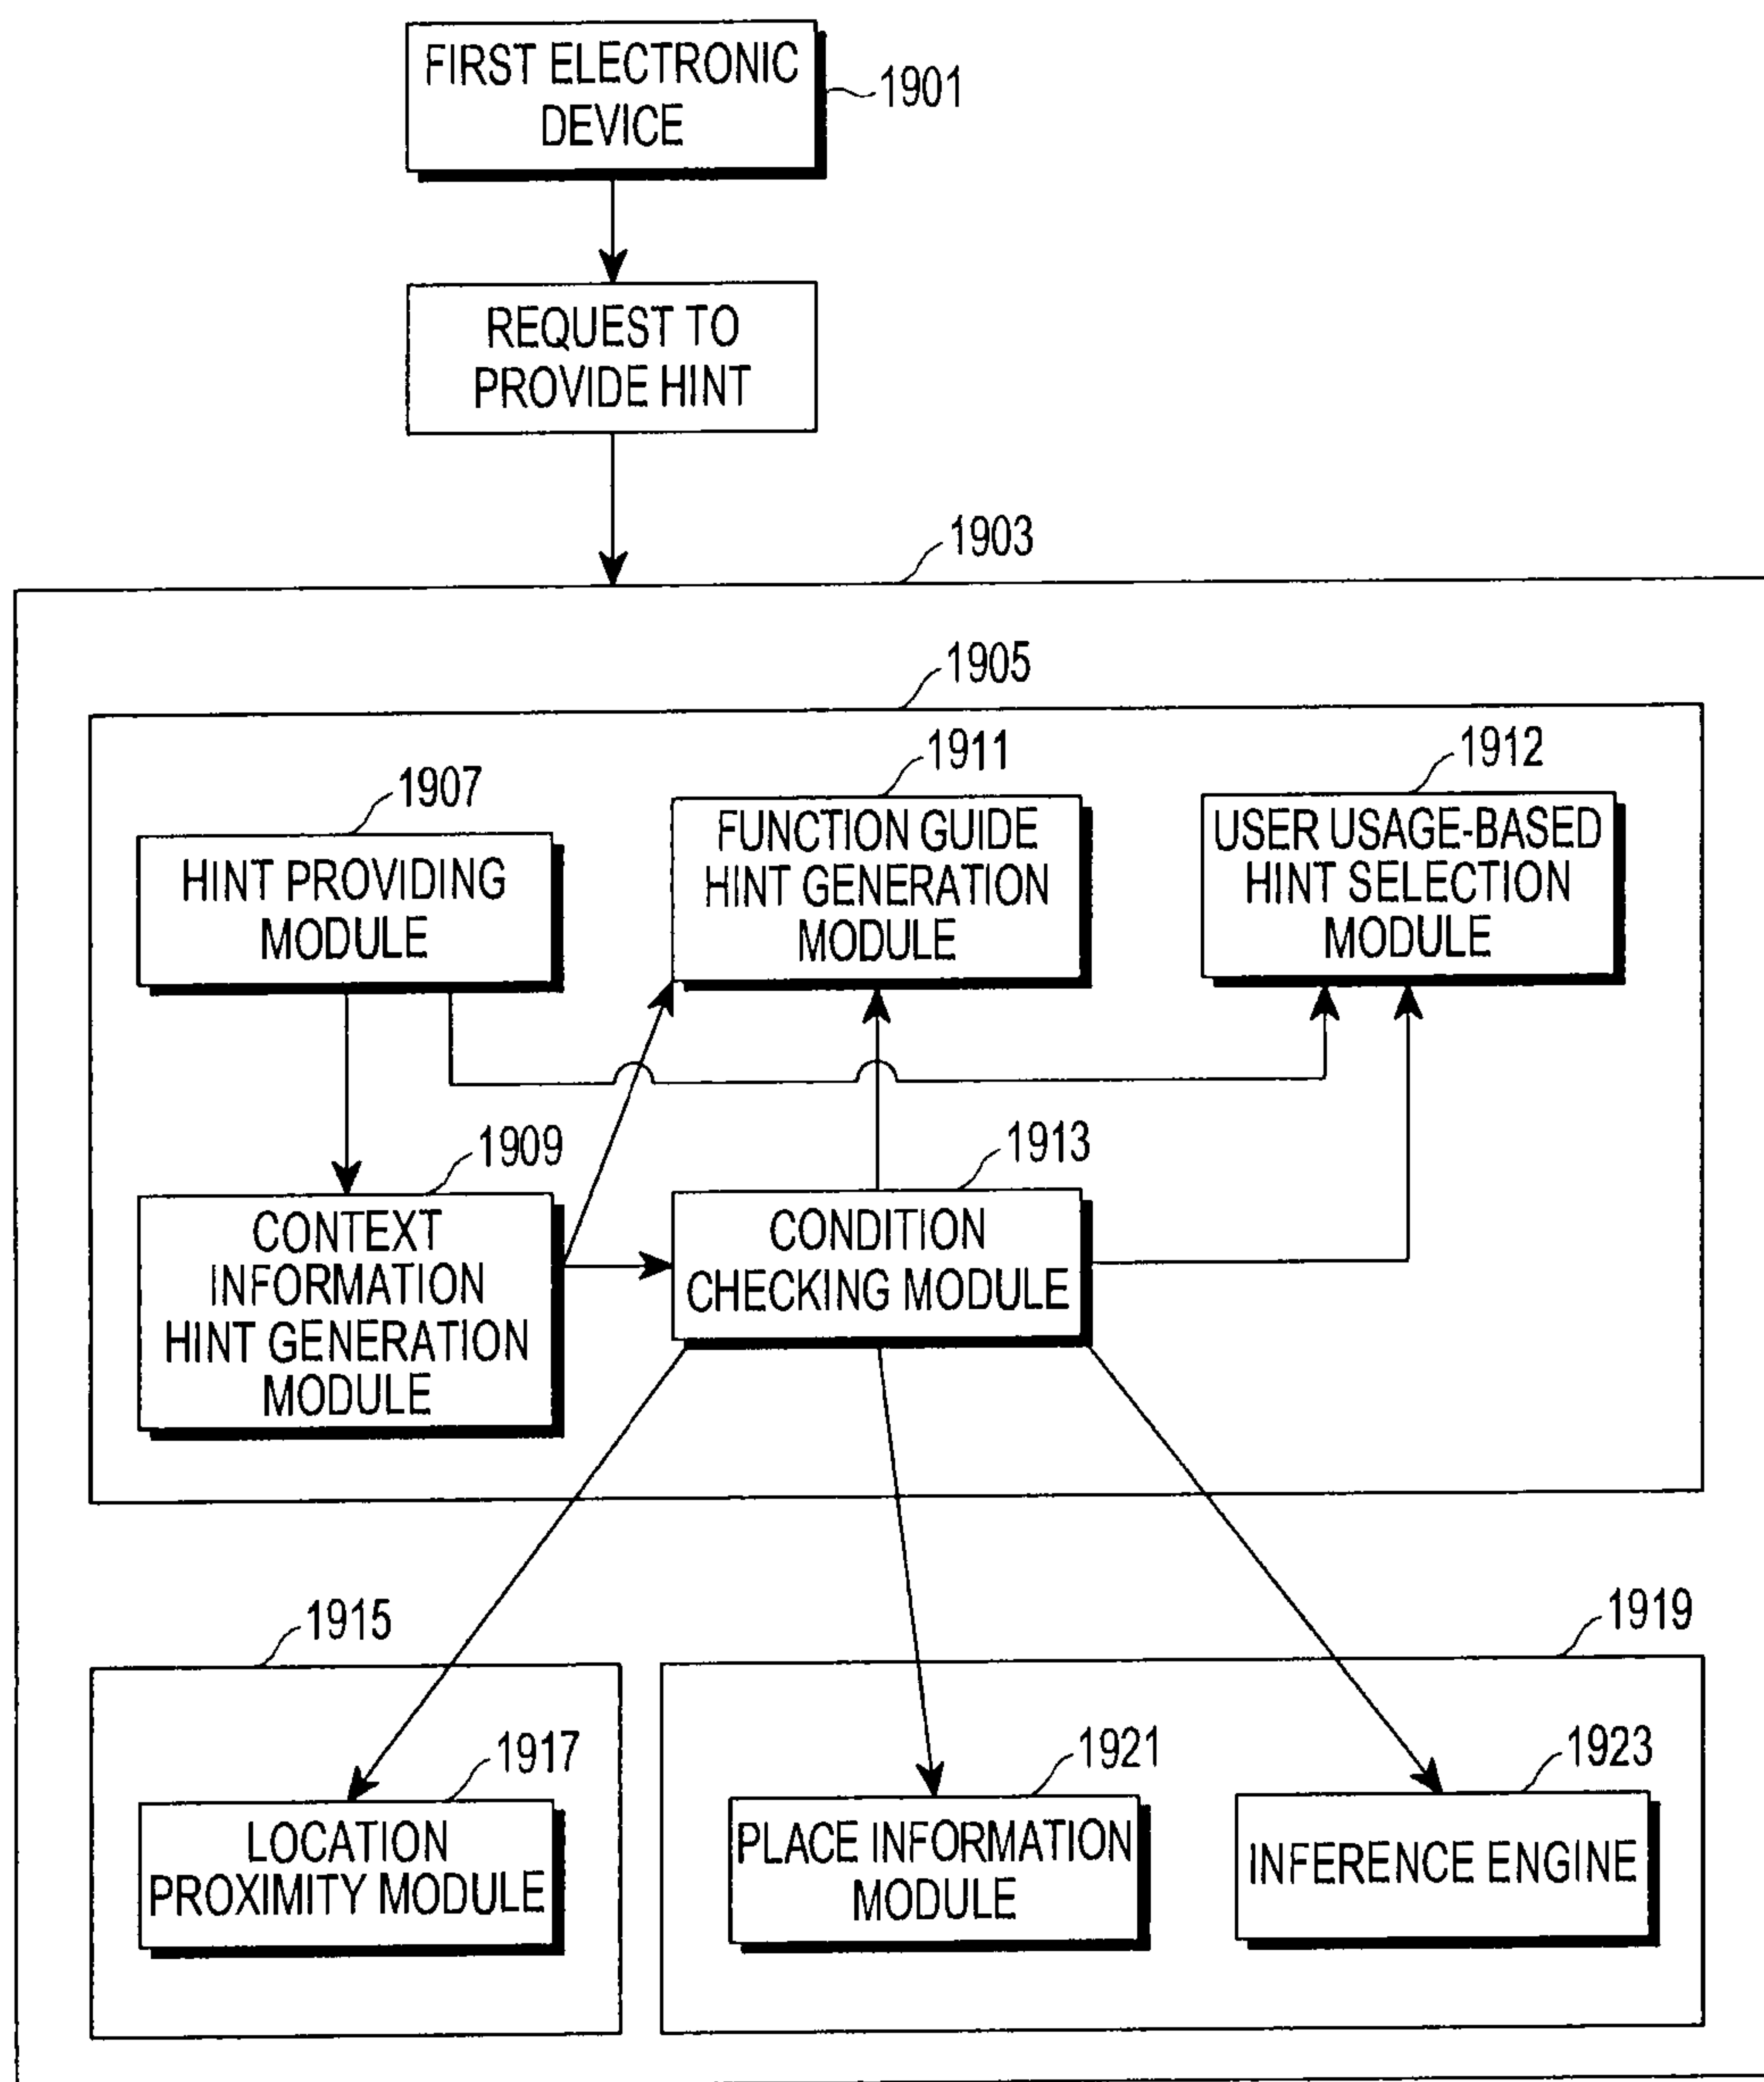 FIRST ELECTRONIC
DEVICE
1901
REQUEST TO
PROVIDE HINT
1903
1905
1907
HINT PROVIDING
MODULE
1911
FUNCTION GUIDE
HINT GENERATION
MODULE
1912
USER USAGE-BASED
HINT SELECTION
MODULE
1909
CONTEXT
INFORMATION
HINT GENERATION
MODULE
1913
CONDITION
CHECKING MODULE
1915
1917
LOCATION
PROXIMITY MODULE
1919
1921
PLACE INFORMATION
MODULE
1923
INFERENCE ENGINE